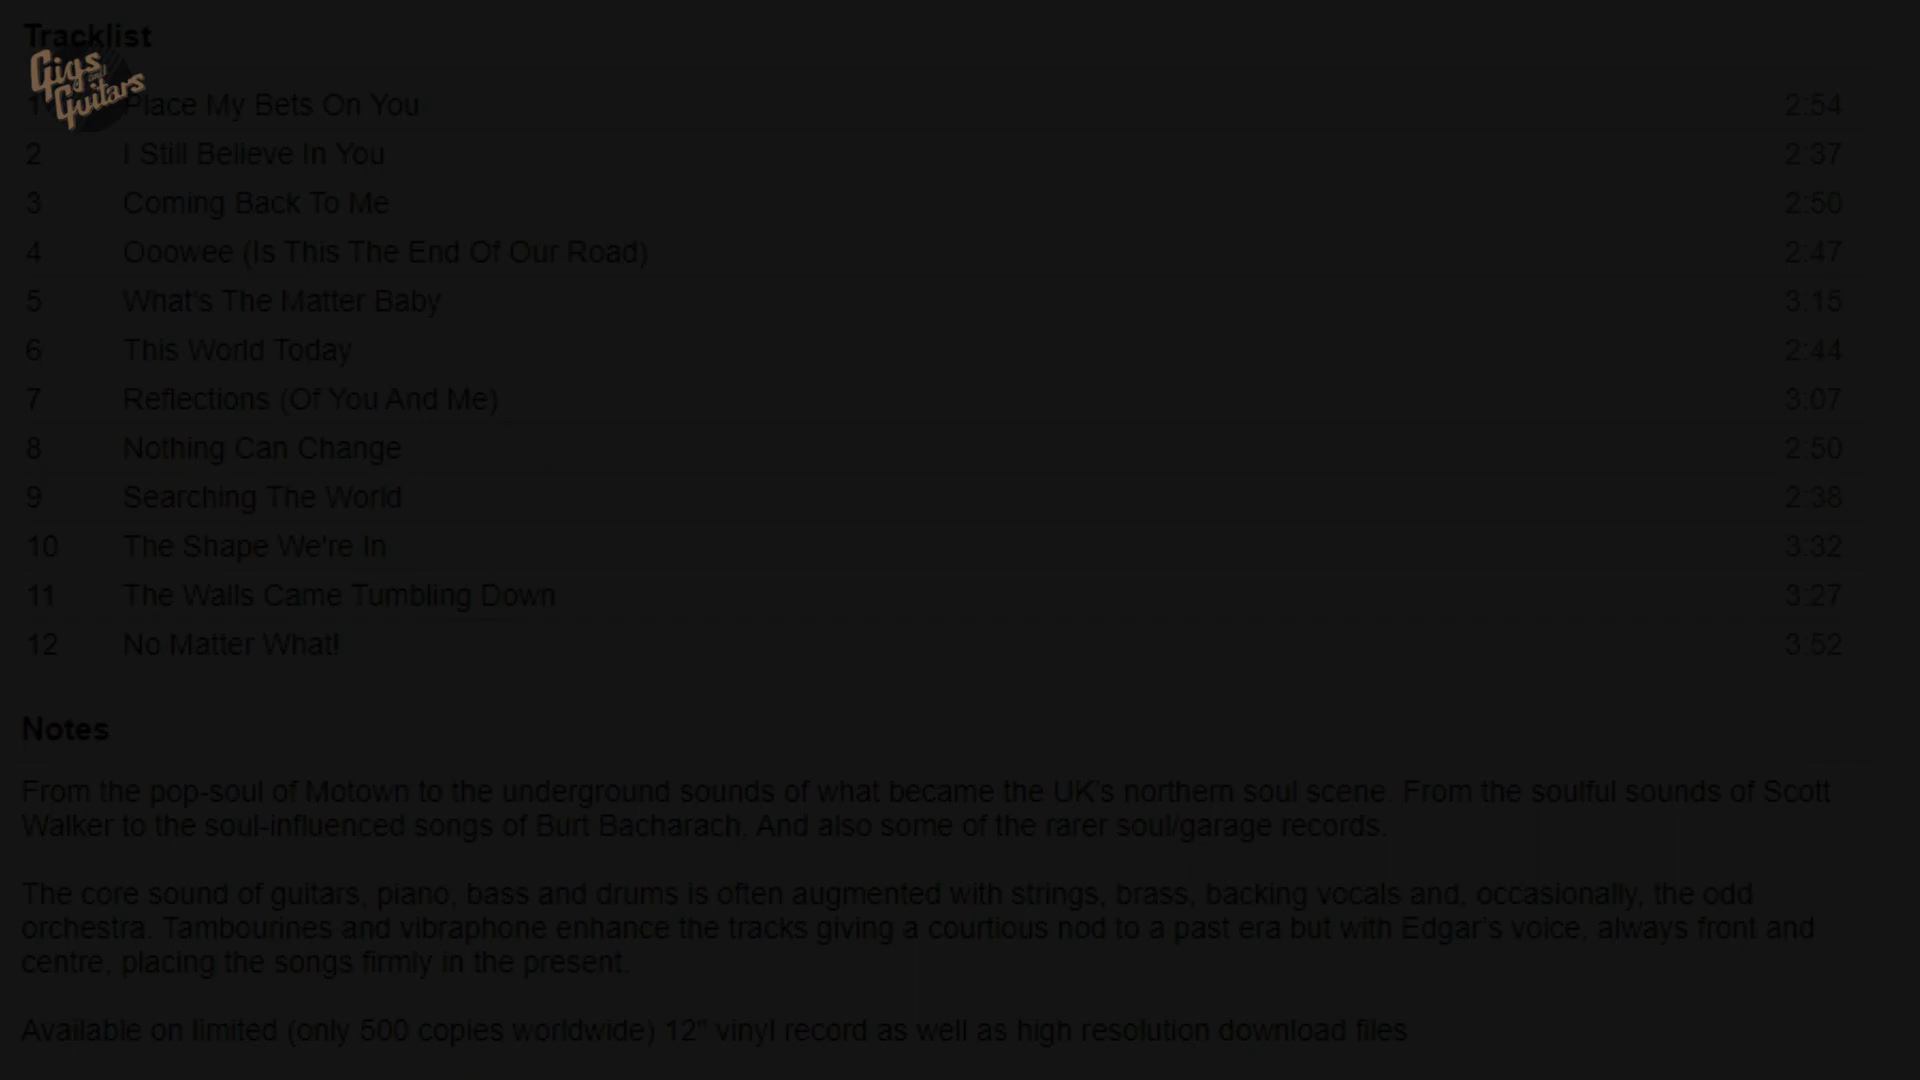 Tracklist
Gigs and Guitars
1 Place My Bets On You 2:54
2 I Still Believe In You 2:37
3 Coming Back To Me 2:50
4 Ooowee (Is This The End Of Our Road) 2:47
5 What's The Matter Baby 3:15
6 This World Today 2:44
7 Reflections (Of You And Me) 3:07
8 Nothing Can Change 2:50
9 Searching The World 2:38
10 The Shape We're In 3:32
11 The Walls Came Tumbling Down 3:27
12 No Matter What! 3:52
Notes
From the pop-soul of Motown to the underground sounds of what became the UK's northern soul scene. From the soulful sounds of Scott
Walker to the soul-influenced songs of Burt Bacharach. And also some of the rarer soul/garage records.
The core sound of guitars, piano, bass and drums is often augmented with strings, brass, backing vocals and, occasionally, the odd
orchestra. Tambourines and vibraphone enhance the tracks giving a courtious nod to a past era but with Edgar's voice, always front and
centre, placing the songs firmly in the present.
Available on limited (only 500 copies worldwide) 12" vinyl record as well as high resolution download files